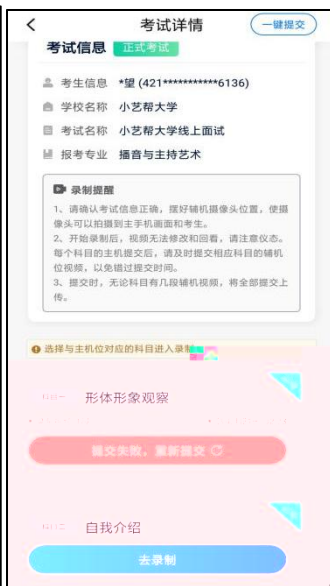 考试详情
一键提交
考试信息 正式考试
考生信息 *望 (421***********6136)
学校名称 小艺帮大学
考试名称 小艺帮大学线上面试
报考专业 播音与主持艺术
录制提醒
1、请确认考试信息正确，摆好辅机摄像头位置，使摄
像头可以拍摄到主手机画面和考生。
2、开始录制后，视频无法修改和回看，请注意仪态。
每个科目的主机提交后，请及时提交相应科目的辅机
位视频，以免错过提交时间。
3、提交时，无论科目有几段辅机视频，将全部提交上
传。
选择与主机位对应的科目进入录制
形体形象观察
提交失败，重新提交
自我介绍
去录制